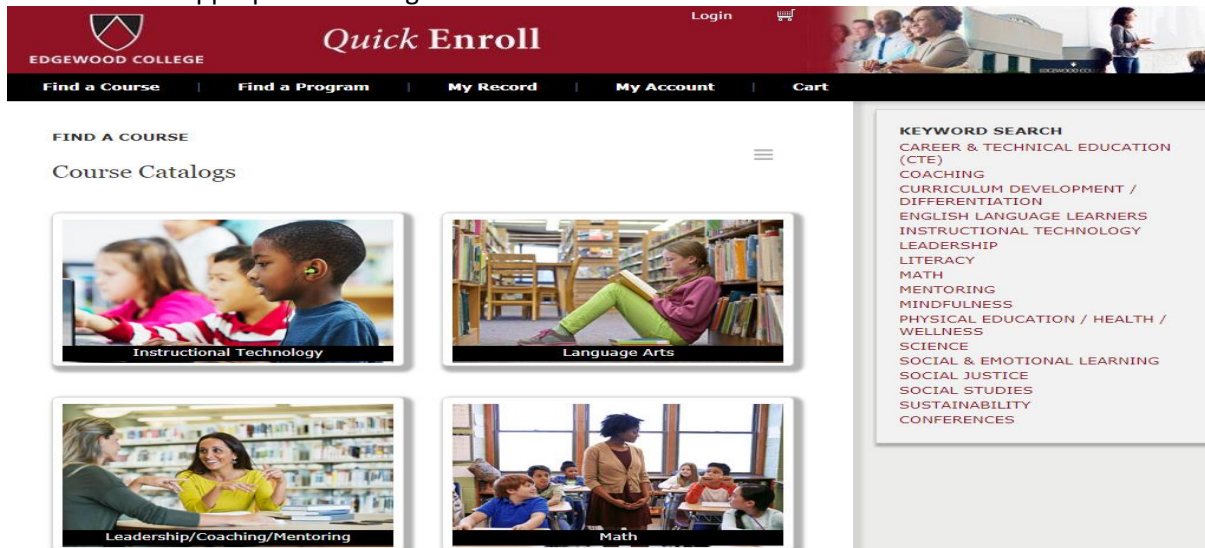 Login
Quick Enroll
EDGEWOOD COLLEGE
Find a Course | Find a Program | My Record | My Account | Cart
FIND A COURSE
Course Catalogs
Instructional Technology
Language Arts
Leadership/Coaching/Mentoring
Math
KEYWORD SEARCH
CAREER & TECHNICAL EDUCATION
(CTE)
COACHING
CURRICULUM DEVELOPMENT /
DIFFERENTIATION
ENGLISH LANGUAGE LEARNERS
INSTRUCTIONAL TECHNOLOGY
LEADERSHIP
LITERACY
MATH
MENTORING
MINDFULNESS
PHYSICAL EDUCATION / HEALTH /
WELLNESS
SCIENCE
SOCIAL & EMOTIONAL LEARNING
SOCIAL JUSTICE
SOCIAL STUDIES
SUSTAINABILITY
CONFERENCES